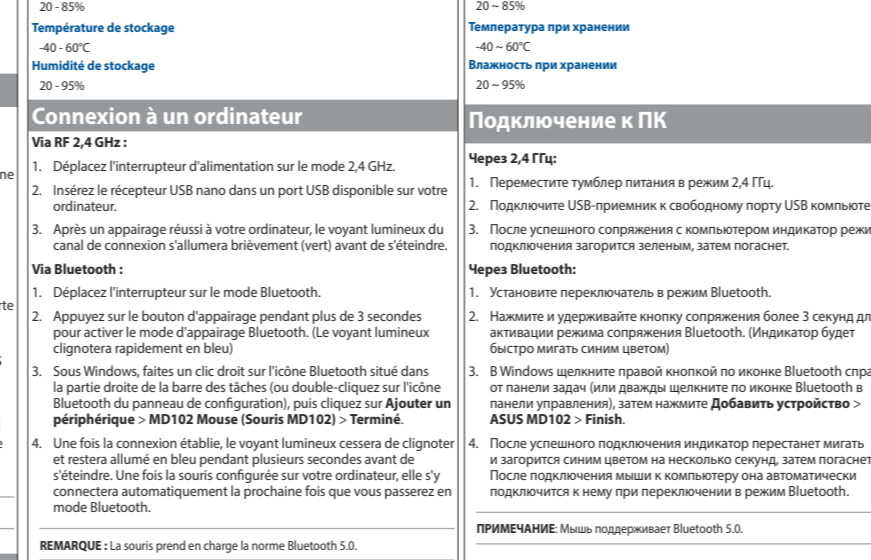 ne
rte
20 - 85%
Température de stockage
-40 - 60°C
Humidité de stockage
20 - 95%
Connexion à un ordinateur
Via RF 2,4 GHz :
1. Déplacez l'interrupteur d'alimentation sur le mode 2,4 GHz.
2. Insérez le récepteur USB nano dans un port USB disponible sur votre
ordinateur.
3. Après un appairage réussi à votre ordinateur, le voyant lumineux du
canal de connexion s'allumera brièvement (vert) avant de s'éteindre.
Via Bluetooth :
1. Déplacez l'interrupteur sur le mode Bluetooth.
2. Appuyez sur le bouton d'appairage pendant plus de 3 secondes
pour activer le mode d'appairage Bluetooth. (Le voyant lumineux
clignotera rapidement en bleu)
3. Sous Windows, faites un clic droit sur l'icône Bluetooth situé dans
la partie droite de la barre des tâches (ou double-cliquez sur l'icône
Bluetooth du panneau de configuration), puis cliquez sur Ajouter un
périphérique > MD102 Mouse (Souris MD102) > Terminé.
4. Une fois la connexion établie, le voyant lumineux cessera de clignoter
et restera allumé en bleu pendant plusieurs secondes avant de
s'éteindre. Une fois la souris configurée sur votre ordinateur, elle s'y
connectera automatiquement la prochaine fois que vous passerez en
mode Bluetooth.
REMARQUE : La souris prend en charge la norme Bluetooth 5.0.
20 ~ 85%
Температура при хранении
-40 ~ 60°C
Влажность при хранении
20 ~ 95%
Подключение к ПК
Через 2,4 ГГц:
1. Переместите тумблер питания в режим 2,4 ГГц.
2. Подключите USB-приемник к свободному порту USB компьюте
3. После успешного сопряжения с компьютером индикатор режи
подключения загорится зеленым, затем погаснет.
Через Bluetooth:
1. Установите переключатель в режим Bluetooth.
2. Нажмите и удерживайте кнопку сопряжения более 3 секунд дл
активации режима сопряжения Bluetooth. (Индикатор будет
быстро мигать синим цветом)
3. В Windows щелкните правой кнопкой по иконке Bluetooth спра
от панели задач (или дважды щелкните по иконке Bluetooth в
панели управления), затем нажмите Добавить устройство >
ASUS MD102 > Finish.
4. После успешного подключения индикатор перестанет мигать
и загорится синим цветом на несколько секунд, затем погаснет
После подключения мыши к компьютеру она автоматически
подключится к нему при переключении в режим Bluetooth.
ПРИМЕЧАНИЕ: Мышь поддерживает Bluetooth 5.0.